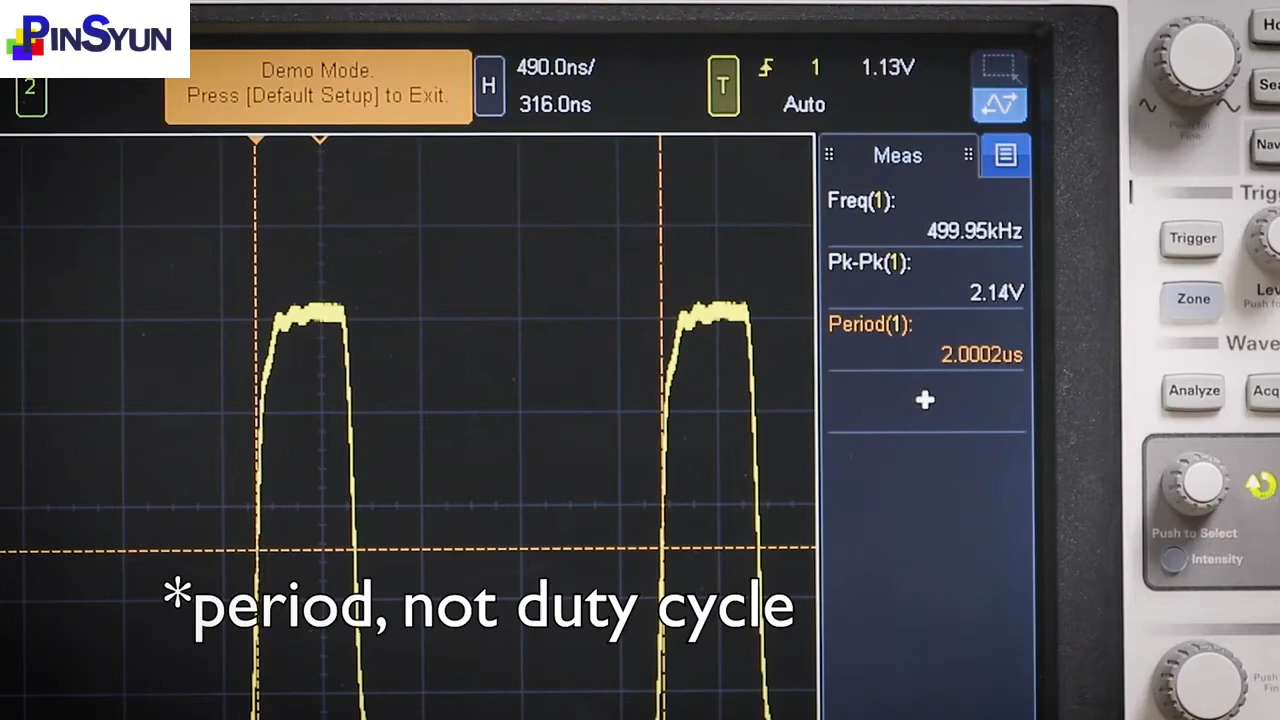 PINSYUN
2
Demo Mode.
Press [Default Setup] to Exit.
H
490.0ns/
316.0ns
T
1
1.13V
Auto
Meas
Freq(1):
499.95kHz
Pk-Pk(1):
2.14V
Period(1):
2.0002us
*period, not duty cycle
Trigger
Zone
Analyze
Push to Select
Intensity